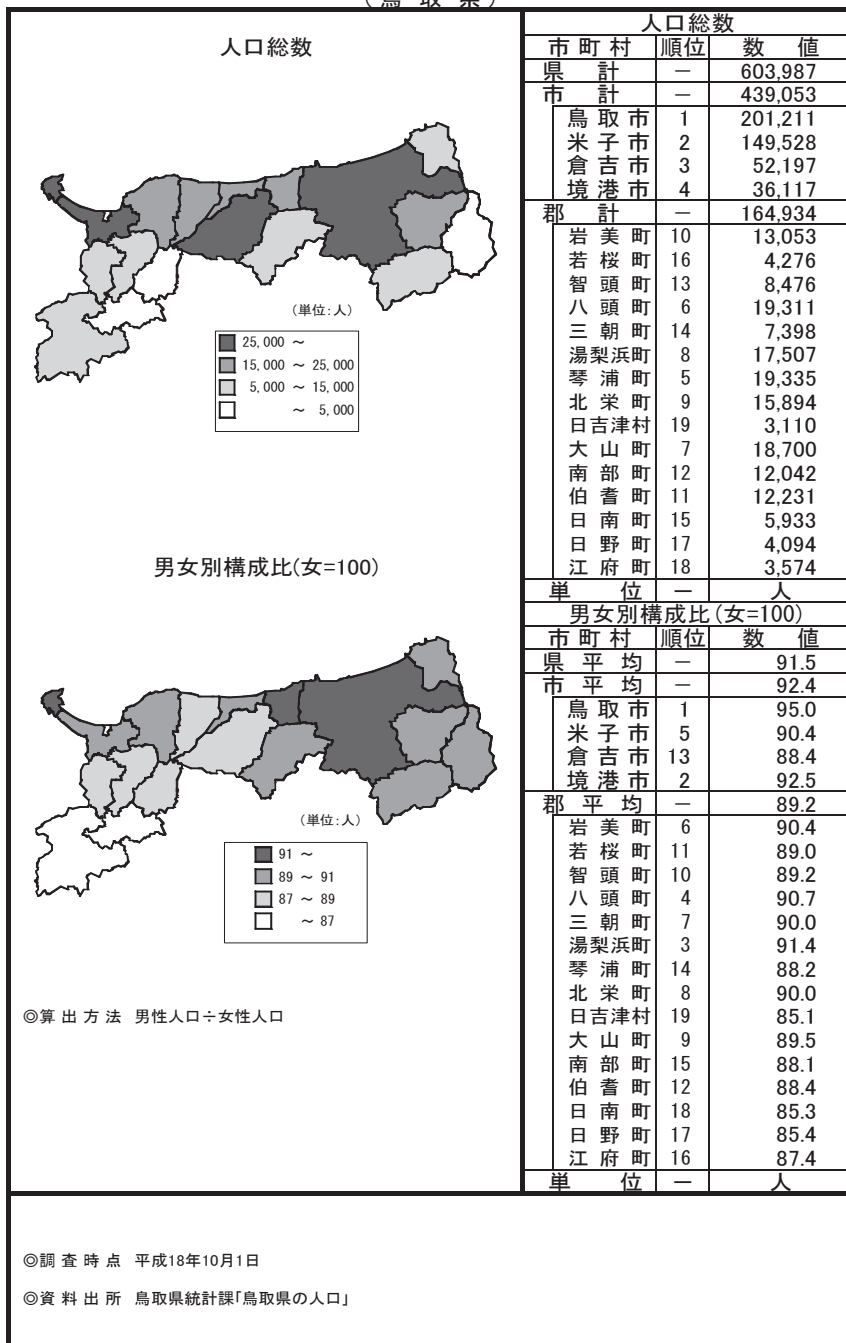 (鳥 取 県)
人口総数
(単位：人)
25,000 ～
15,000 ～ 25,000
5,000 ～ 15,000
～ 5,000
男女別構成比(女=100)
(単位：人)
91 ～
89 ～ 91
87 ～ 89
～ 87
◎算 出 方 法 男性人口÷女性人口
人口総数
市 町 村 順位 数 値
県 計 － 603,987
市 計 － 439,053
鳥 取 市 1 201,211
米 子 市 2 149,528
倉 吉 市 3 52,197
境 港 市 4 36,117
郡 計 － 164,934
岩 美 町 10 13,053
若 桜 町 16 4,276
智 頭 町 13 8,476
八 頭 町 6 19,311
三 朝 町 14 7,398
湯梨浜町 8 17,507
琴 浦 町 5 19,335
北 栄 町 9 15,894
日吉津村 19 3,110
大 山 町 7 18,700
南 部 町 12 12,042
伯 耆 町 11 12,231
日 南 町 15 5,933
日 野 町 17 4,094
江 府 町 18 3,574
単 位 － 人
男女別構成比(女=100)
市 町 村 順位 数 値
県 平 均 － 91.5
市 平 均 － 92.4
鳥 取 市 1 95.0
米 子 市 5 90.4
倉 吉 市 13 88.4
境 港 市 2 92.5
郡 平 均 － 89.2
岩 美 町 6 90.4
若 桜 町 11 89.0
智 頭 町 10 89.2
八 頭 町 4 90.7
三 朝 町 7 90.0
湯梨浜町 3 91.4
琴 浦 町 14 88.2
北 栄 町 8 90.0
日吉津村 19 85.1
大 山 町 9 89.5
南 部 町 15 88.1
伯 耆 町 12 88.4
日 南 町 18 85.3
日 野 町 17 85.4
江 府 町 16 87.4
単 位 － 人
◎調 査 時 点 平成18年10月1日
◎資 料 出 所 鳥取県統計課「鳥取県の人口」